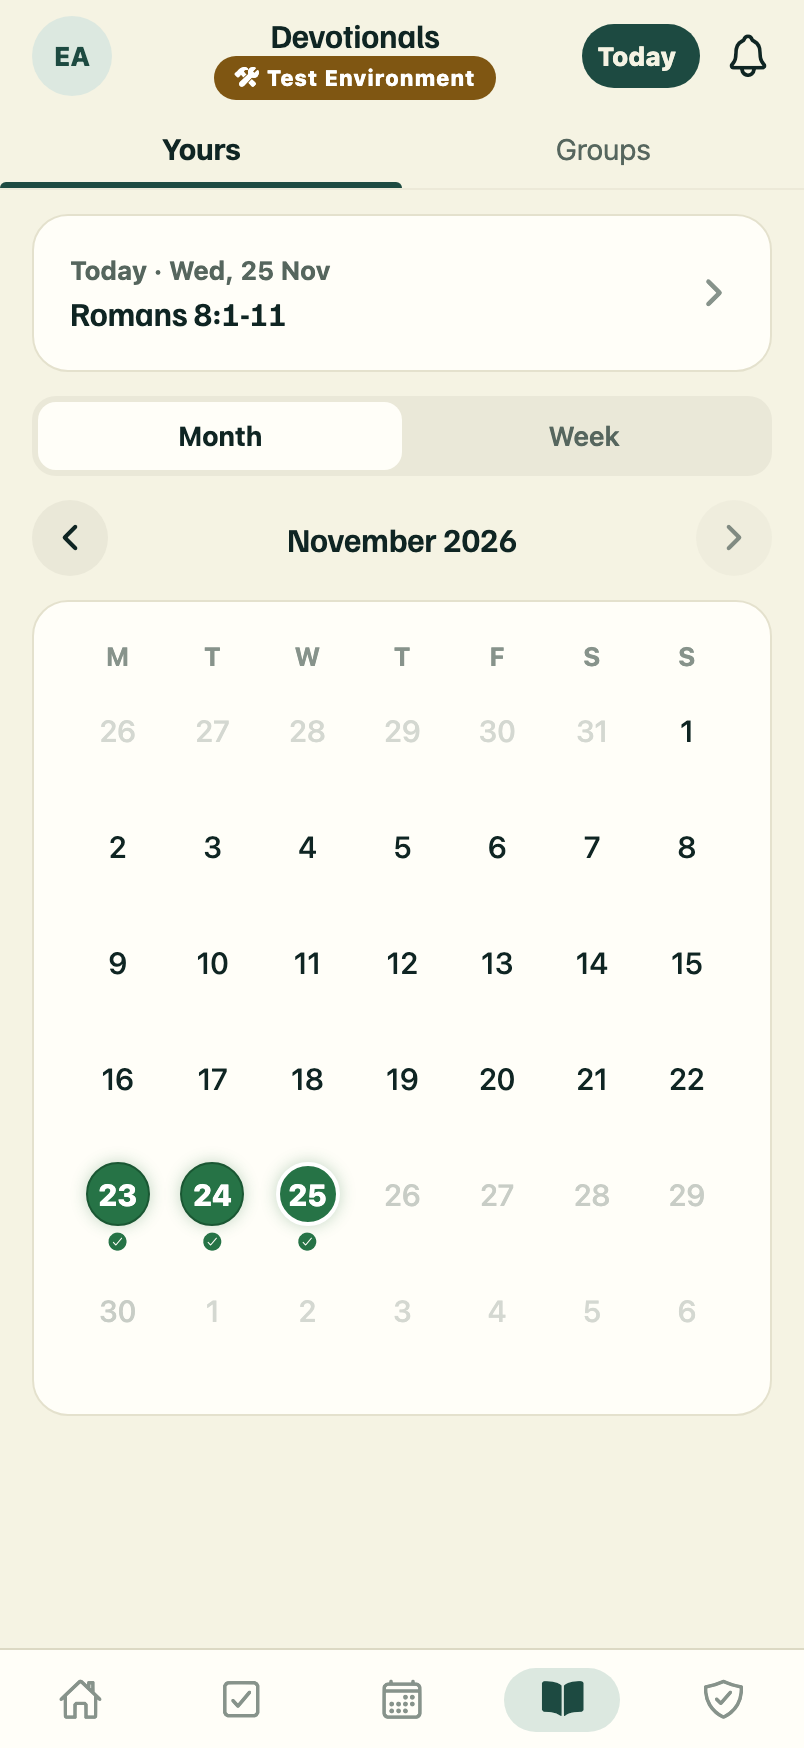 EA
Devotionals
🛠 Test Environment
Today
Yours
Groups
Today · Wed, 25 Nov
Romans 8:1-11
Month
Week
November 2026
M T W T F S S
26 27 28 29 30 31 1
2 3 4 5 6 7 8
9 10 11 12 13 14 15
16 17 18 19 20 21 22
23 24 25 26 27 28 29
30 1 2 3 4 5 6